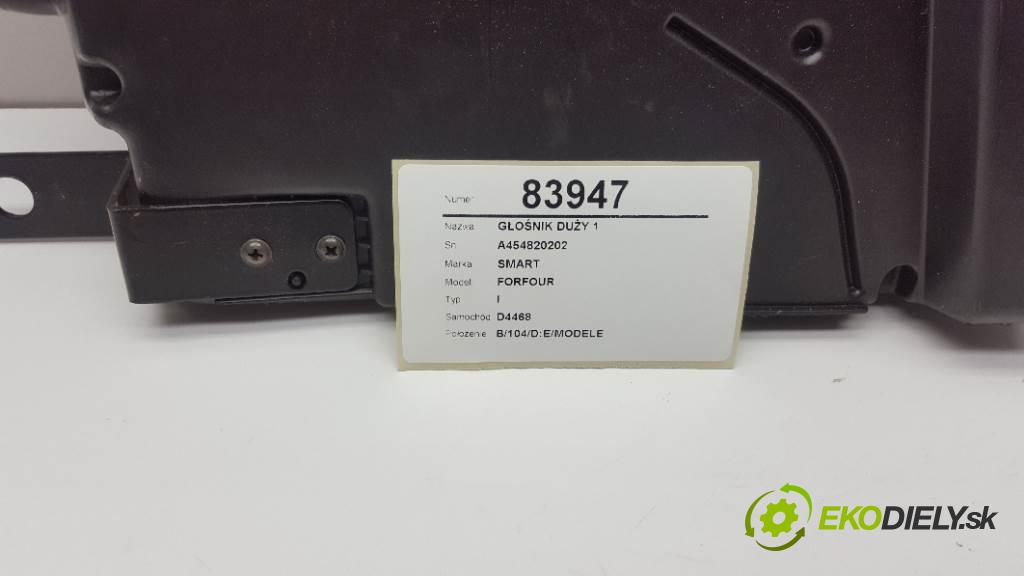 Numer 83947
Nazwa GŁOŚNIK DUŻY 1
Sn A454820202
Marka SMART
Model FORFOUR
Typ I
Samochód D4468
Położenie B/104/D:E/MODELE
EKODIELY.sk